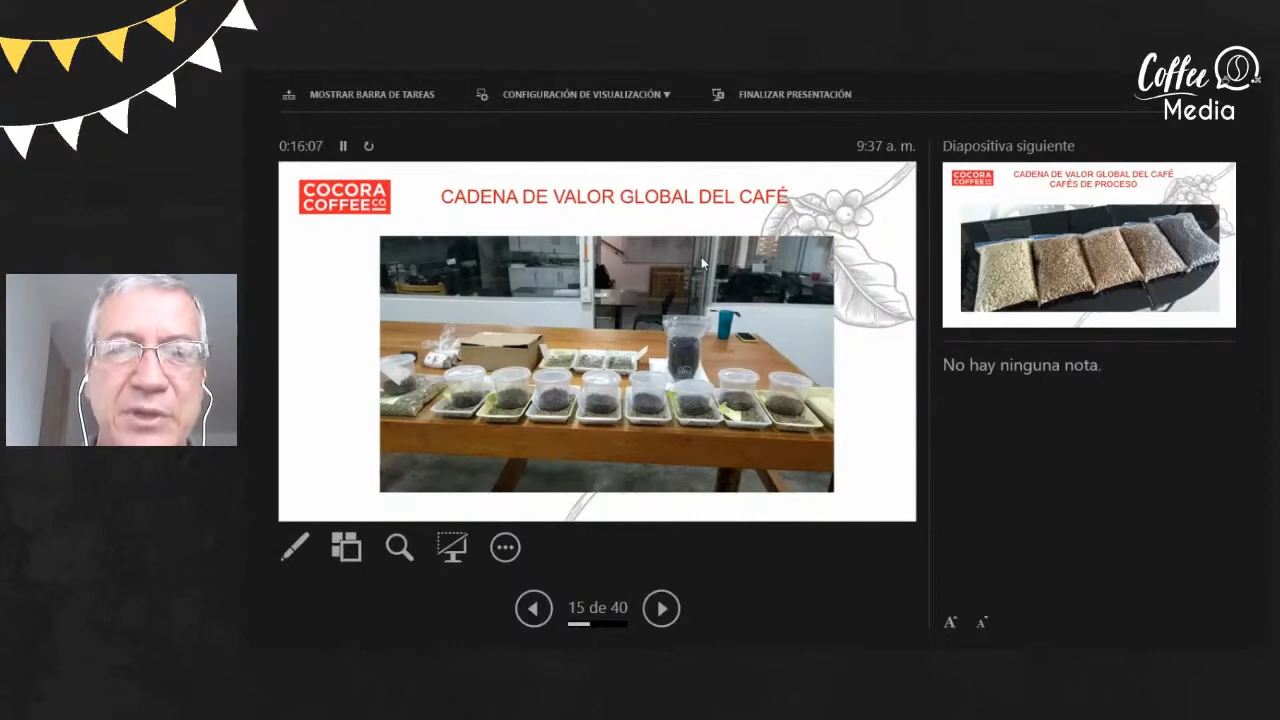 Coffee
Media
MOSTRAR BARRA DE TAREAS
CONFIGURACIÓN DE VISUALIZACIÓN ▼
FINALIZAR PRESENTACIÓN
0:16:07
9:37 a. m.
Diapositiva siguiente
COCORA
COFFEE CO
CADENA DE VALOR GLOBAL DEL CAFÉ
COCORA
COFFEE CO
CADENA DE VALOR GLOBAL DEL CAFÉ
CAFÉS DE PROCESO
No hay ninguna nota.
15 de 40
A A